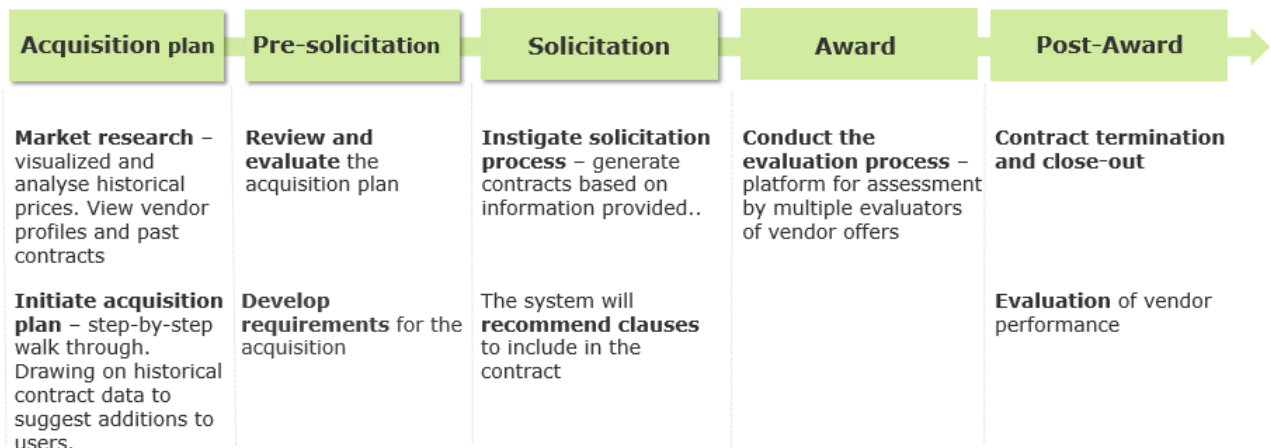 Acquisition plan
Pre-solicitation
Solicitation
Award
Post-Award
Market research –
visualized and
analyse historical
prices. View vendor
profiles and past
contracts
Initiate acquisition
plan – step-by-step
walk through.
Drawing on historical
contract data to
suggest additions to
users.
Review and
evaluate the
acquisition plan
Develop
requirements for the
acquisition
Instigate solicitation
process – generate
contracts based on
information provided..
The system will
recommend clauses
to include in the
contract
Conduct the
evaluation process –
platform for assessment
by multiple evaluators
of vendor offers
Contract termination
and close-out
Evaluation of vendor
performance